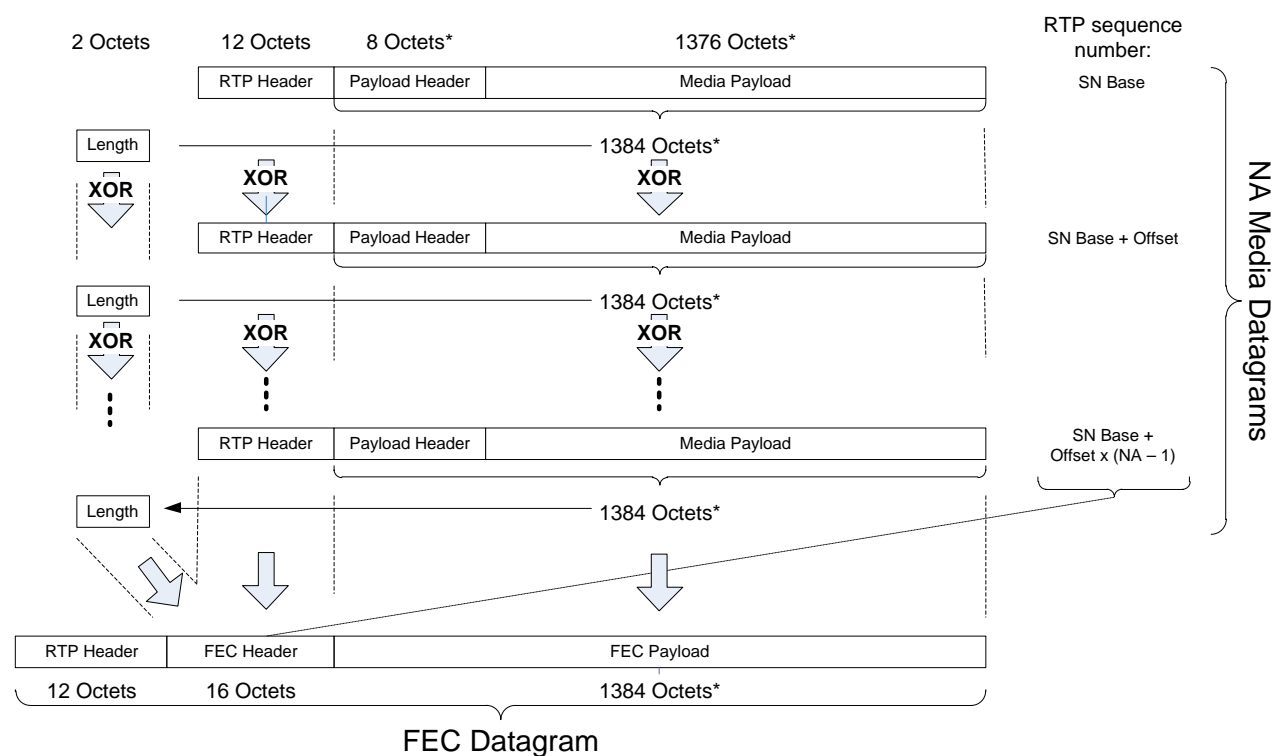 2 Octets 12 Octets 8 Octets* 1376 Octets* RTP sequence
number:
RTP Header Payload Header Media Payload SN Base
Length 1384 Octets*
XOR XOR XOR
RTP Header Payload Header Media Payload SN Base + Offset
Length 1384 Octets*
XOR XOR XOR
RTP Header Payload Header Media Payload SN Base +
Offset x (NA – 1)
Length 1384 Octets*
NA Media Datagrams
RTP Header FEC Header FEC Payload
12 Octets 16 Octets 1384 Octets*
FEC Datagram